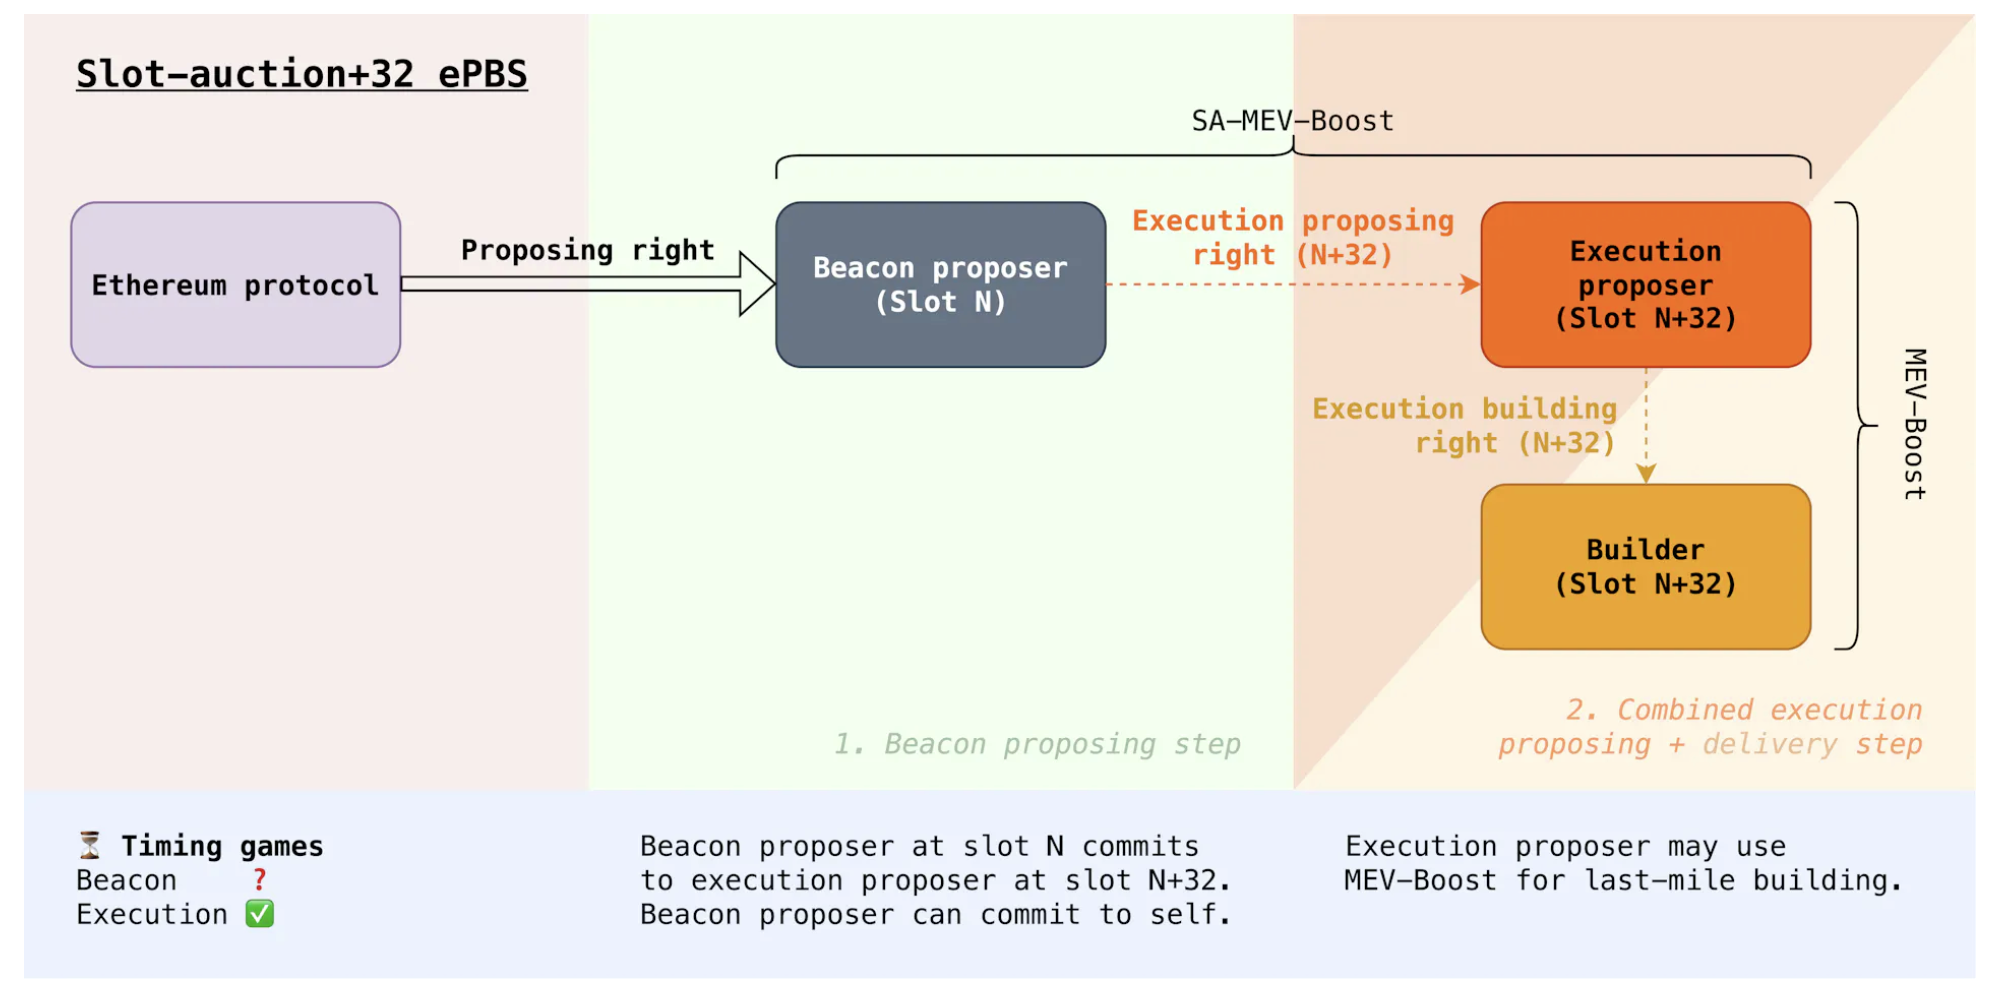 Slot-auction+32 ePBS
SA-MEV-Boost
Ethereum protocol
Proposing right
Beacon proposer
(Slot N)
Execution proposing
right (N+32)
Execution
proposer
(Slot N+32)
Execution building
right (N+32)
MEV-Boost
Builder
(Slot N+32)
1. Beacon proposing step
2. Combined execution
proposing + delivery step
⏳ Timing games
Beacon ❓
Execution ✅
Beacon proposer at slot N commits
to execution proposer at slot N+32.
Beacon proposer can commit to self.
Execution proposer may use
MEV-Boost for last-mile building.